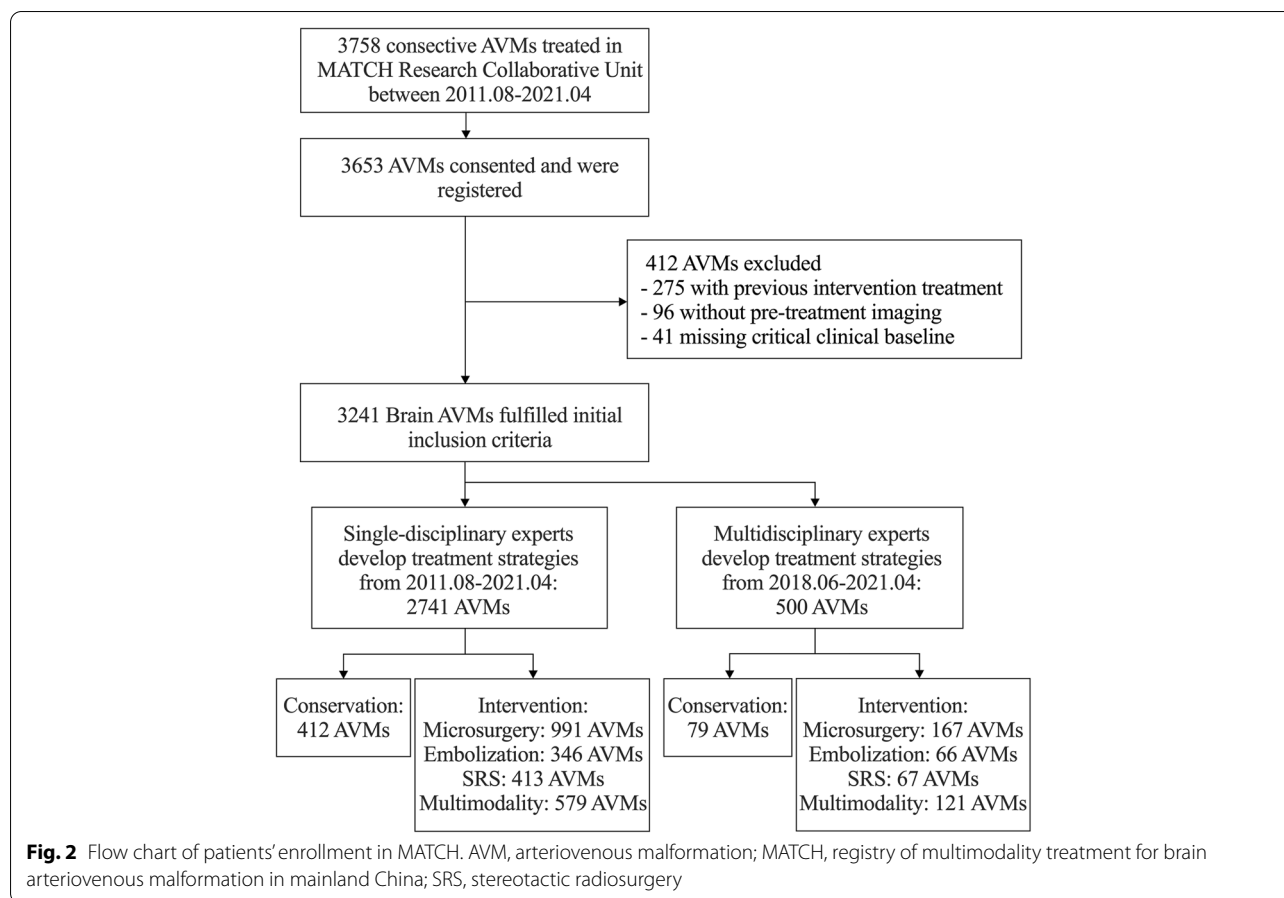 3758 consective AVMs treated in
MATCH Research Collaborative Unit
between 2011.08-2021.04
3653 AVMs consented and were
registered
412 AVMs excluded
- 275 with previous intervention treatment
- 96 without pre-treatment imaging
- 41 missing critical clinical baseline
3241 Brain AVMs fulfilled initial
inclusion criteria
Single-disciplinary experts
develop treatment strategies
from 2011.08-2021.04:
2741 AVMs
Multidisciplinary experts
develop treatment strategies
from 2018.06-2021.04:
500 AVMs
Conservation:
412 AVMs
Intervention:
Microsurgery: 991 AVMs
Embolization: 346 AVMs
SRS: 413 AVMs
Multimodality: 579 AVMs
Conservation:
79 AVMs
Intervention:
Microsurgery: 167 AVMs
Embolization: 66 AVMs
SRS: 67 AVMs
Multimodality: 121 AVMs
Fig. 2 Flow chart of patients’ enrollment in MATCH. AVM, arteriovenous malformation; MATCH, registry of multimodality treatment for brain
arteriovenous malformation in mainland China; SRS, stereotactic radiosurgery